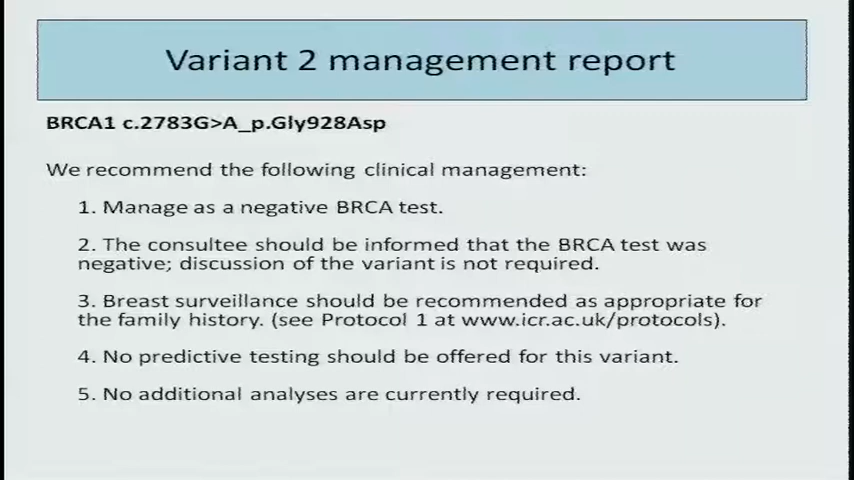 Variant 2 management report
BRCA1 c.2783G>A_p.Gly928Asp
We recommend the following clinical management:
1. Manage as a negative BRCA test.
2. The consultee should be informed that the BRCA test was
negative; discussion of the variant is not required.
3. Breast surveillance should be recommended as appropriate for
the family history. (see Protocol 1 at www.icr.ac.uk/protocols).
4. No predictive testing should be offered for this variant.
5. No additional analyses are currently required.